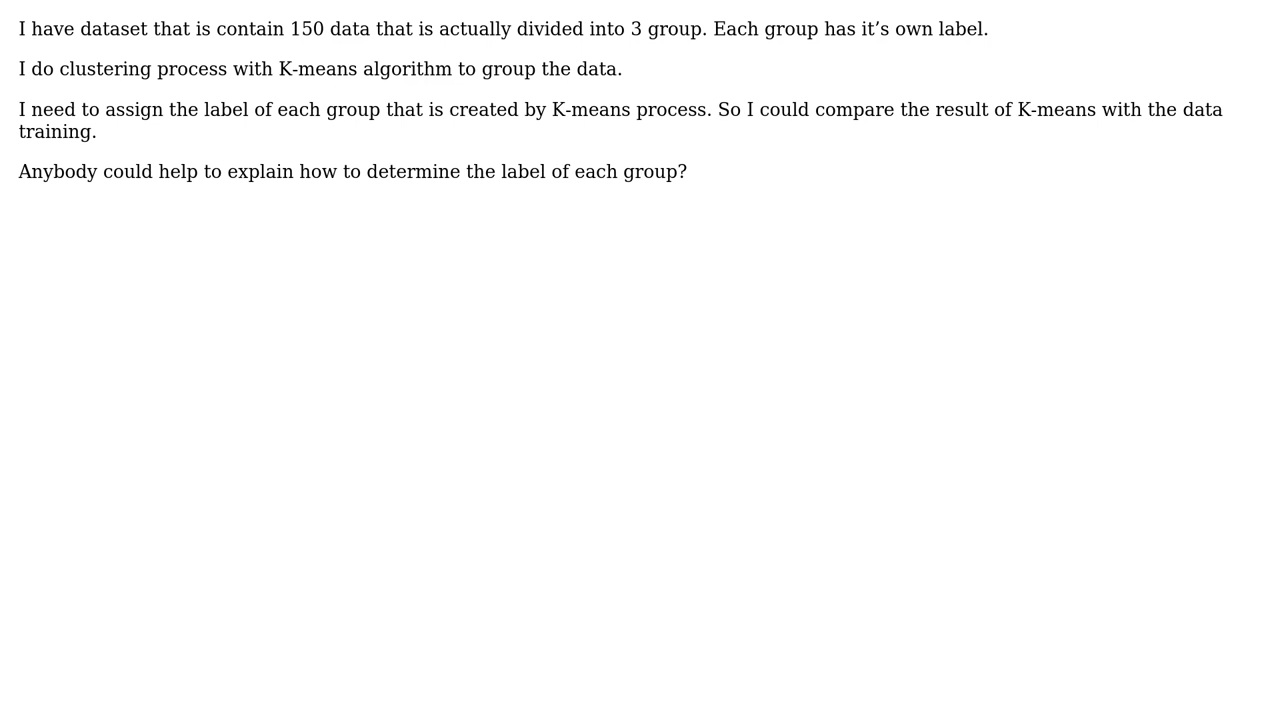 I have dataset that is contain 150 data that is actually divided into 3 group. Each group has it’s own label.
I do clustering process with K-means algorithm to group the data.
I need to assign the label of each group that is created by K-means process. So I could compare the result of K-means with the data
training.
Anybody could help to explain how to determine the label of each group?